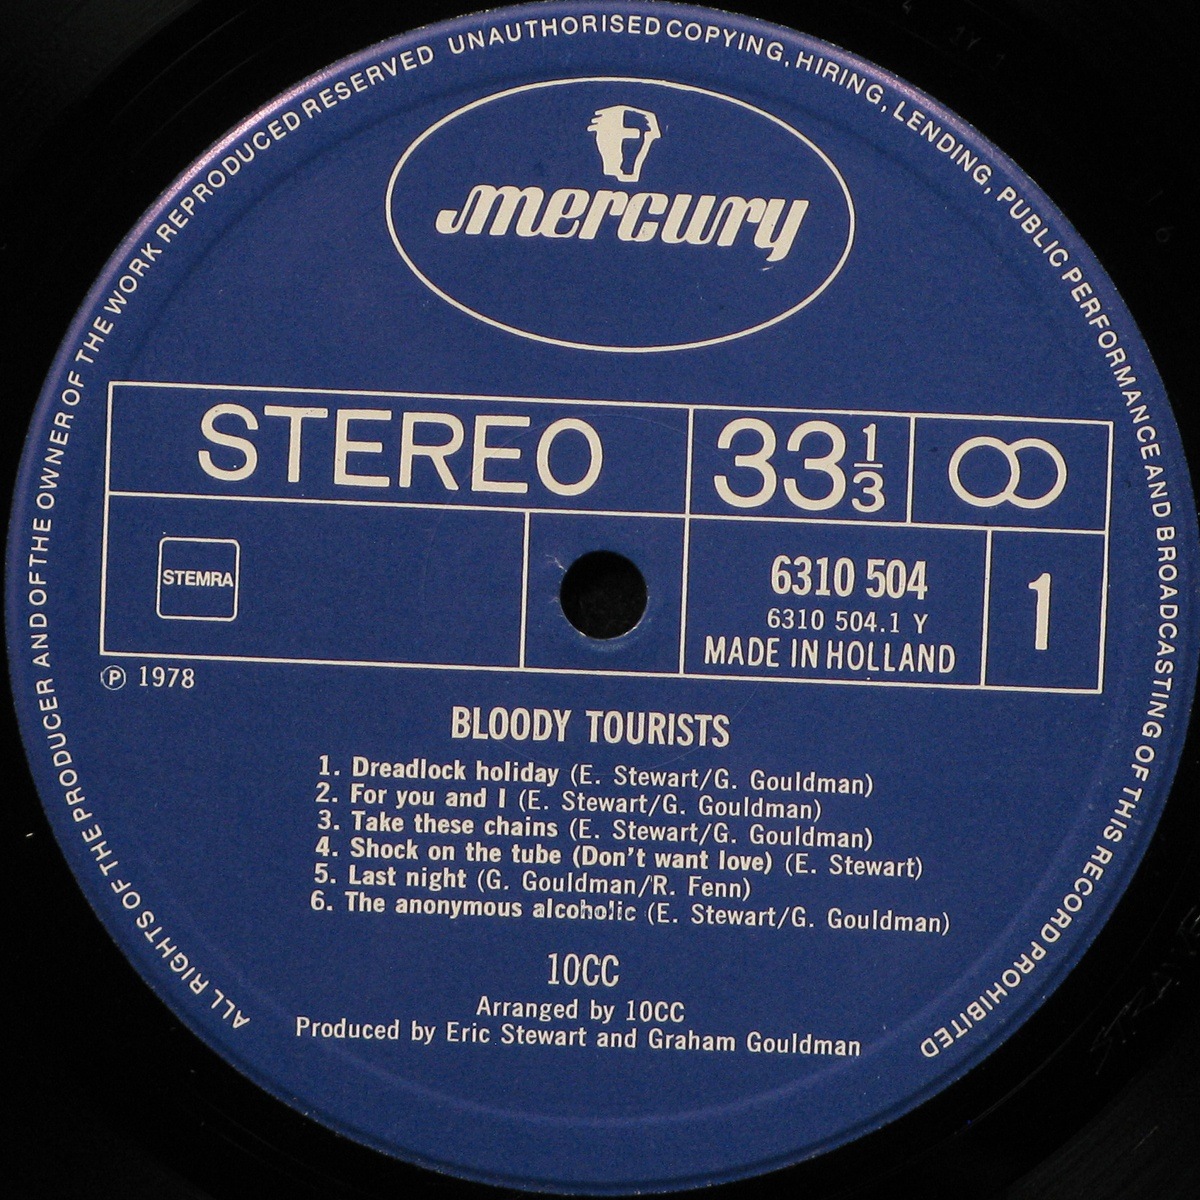 ALL RIGHTS OF THE PRODUCER AND OF THE OWNER OF THE WORK REPRODUCED RESERVED UNAUTHORISED COPYING, HIRING, LENDING, PUBLIC PERFORMANCE AND BROADCASTING OF THIS RECORD PROHIBITED
mercury
STEREO 33 1/3
STEMRA
6310 504
6310 504.1 Y
MADE IN HOLLAND
1
℗ 1978
BLOODY TOURISTS
1. Dreadlock holiday (E. Stewart/G. Gouldman)
2. For you and I (E. Stewart/G. Gouldman)
3. Take these chains (E. Stewart/G. Gouldman)
4. Shock on the tube (Don't want love) (E. Stewart)
5. Last night (G. Gouldman/R. Fenn)
6. The anonymous alcoholic (E. Stewart/G. Gouldman)
10CC
Arranged by 10CC
Produced by Eric Stewart and Graham Gouldman